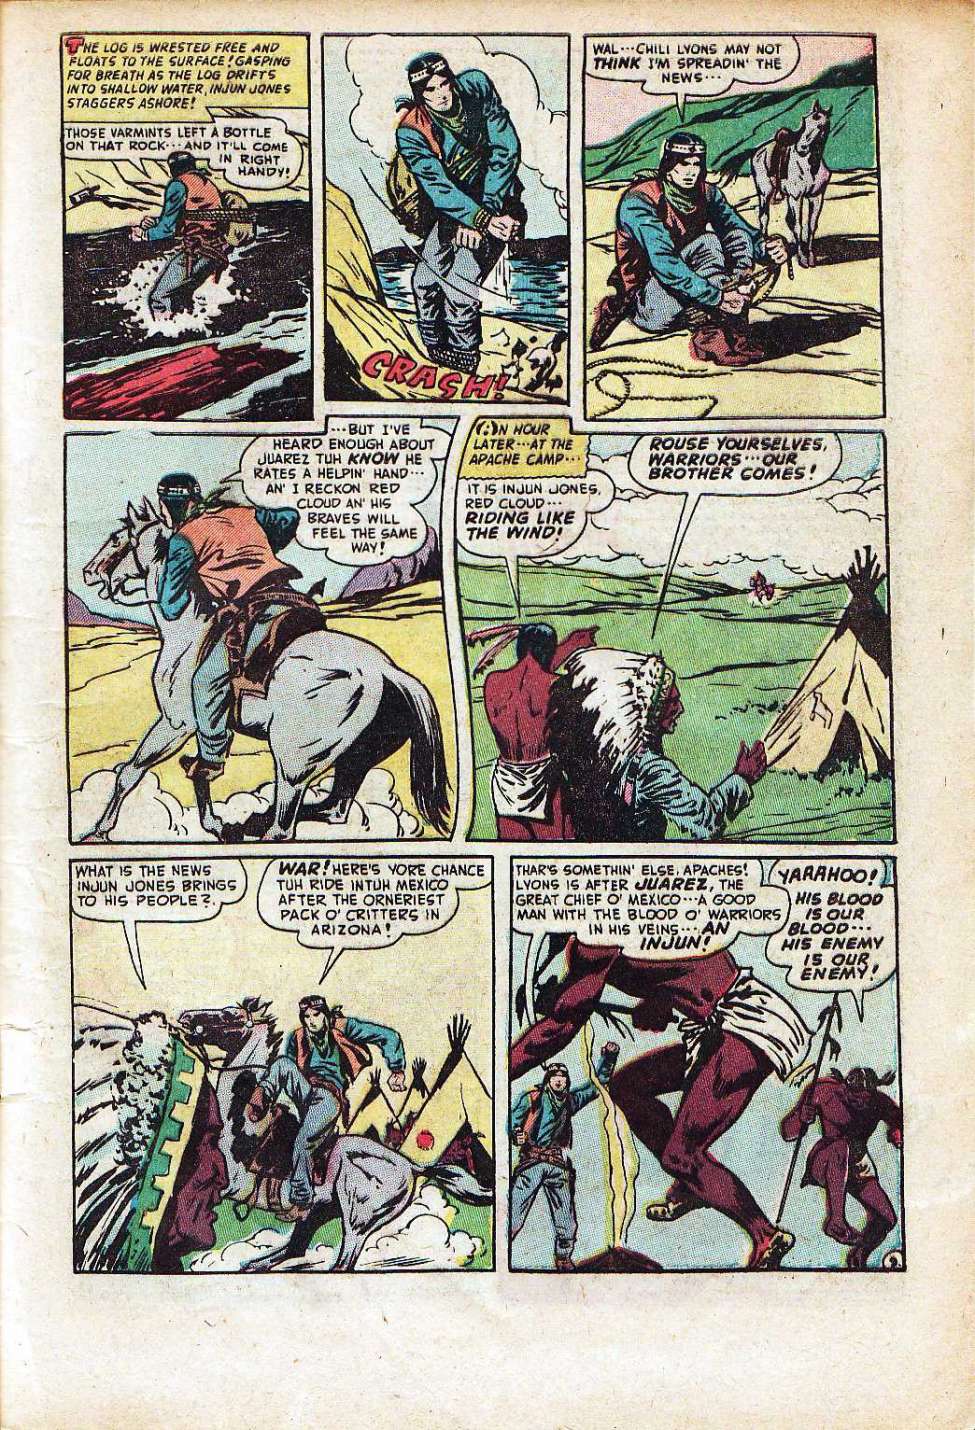 THE LOG IS WRESTED FREE AND
FLOATS TO THE SURFACE! GASPING
FOR BREATH AS THE LOG DRIFTS
INTO SHALLOW WATER, INJUN JONES
STAGGERS ASHORE!
THOSE VARMINTS LEFT A BOTTLE
ON THAT ROCK--- AND IT'LL COME
IN RIGHT
HANDY!
CRASH!
WAL---CHILI LYONS MAY NOT
THINK I'M SPREADIN' THE
NEWS---
---BUT I'VE
HEARD ENOUGH ABOUT
JUAREZ TUH KNOW HE
RATES A HELPIN' HAND---
AN' I RECKON RED
CLOUD AN' HIS
BRAVES WILL
FEEL THE SAME
WAY!
AN HOUR
LATER---AT THE
APACHE CAMP---
IT IS INJUN JONES,
RED CLOUD---
RIDING LIKE
THE WIND!
ROUSE YOURSELVES,
WARRIORS---OUR
BROTHER COMES!
WHAT IS THE NEWS
INJUN JONES BRINGS
TO HIS PEOPLE?
WAR! HERE'S YORE CHANCE
TUH RIDE INTUH MEXICO
AFTER THE ORNERIEST
PACK O' CRITTERS IN
ARIZONA!
THAR'S SOMETHIN' ELSE, APACHES!
LYONS IS AFTER JUAREZ, THE
GREAT CHIEF O' MEXICO---A GOOD
MAN WITH THE BLOOD O' WARRIORS
IN HIS VEINS---AN
INJUN!
YARRHOO!
HIS BLOOD
IS OUR
BLOOD---
HIS ENEMY
IS OUR
ENEMY!
9